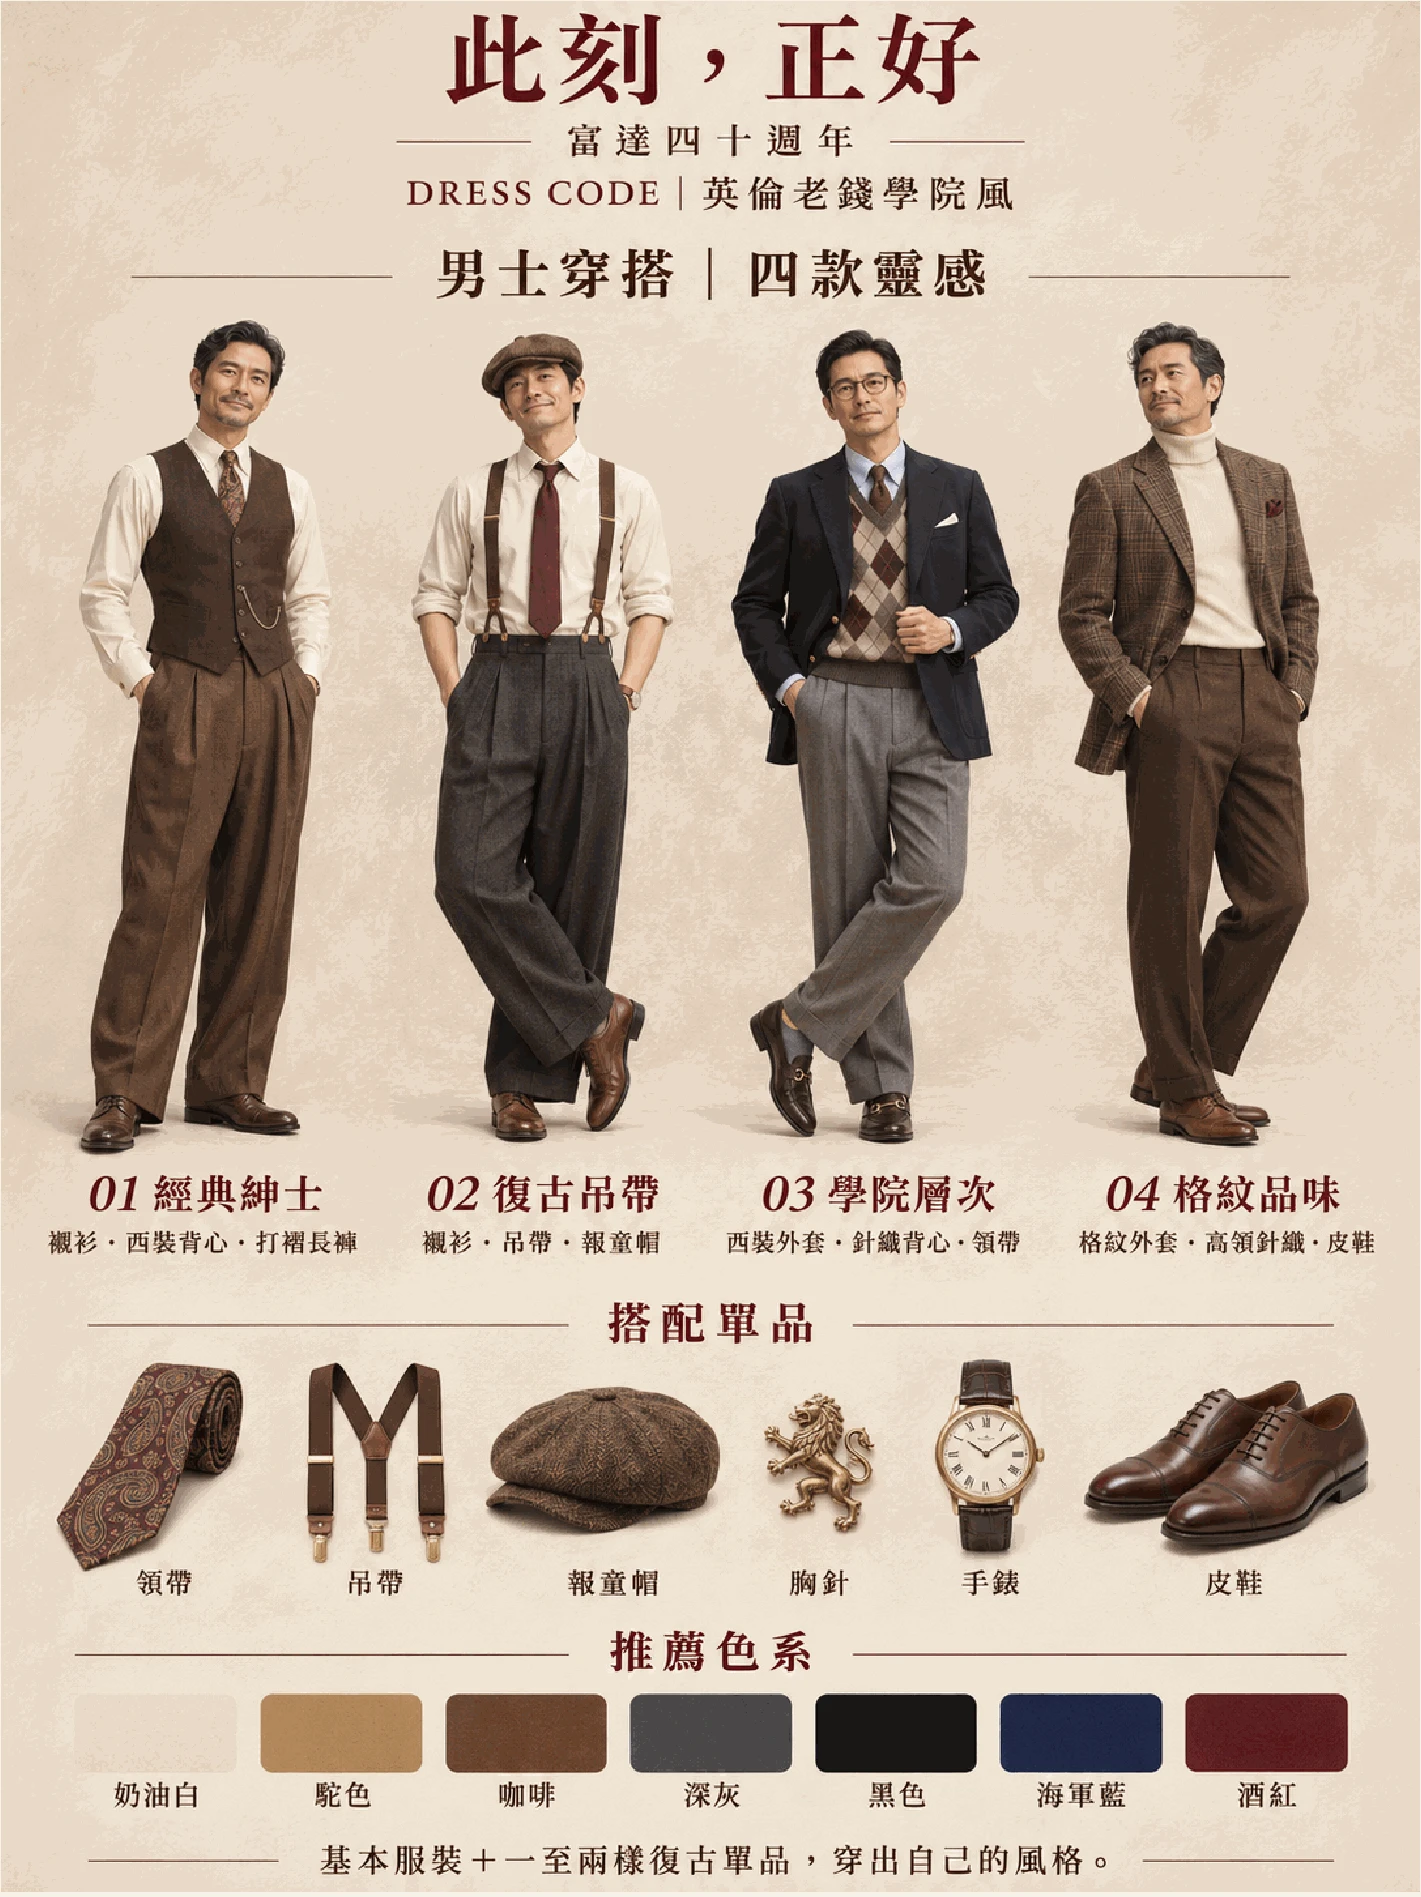 此刻，正好
富達四十週年
DRESS CODE｜英倫老錢學院風
男士穿搭｜四款靈感
01 經典紳士
襯衫・西裝背心・打褶長褲
02 復古吊帶
襯衫・吊帶・報童帽
03 學院層次
西裝外套・針織背心・領帶
04 格紋品味
格紋外套・高領針織・皮鞋
搭配單品
領帶
吊帶
報童帽
胸針
手錶
皮鞋
推薦色系
奶油白
駝色
咖啡
深灰
黑色
海軍藍
酒紅
基本服裝＋一至兩樣復古單品，穿出自己的風格。